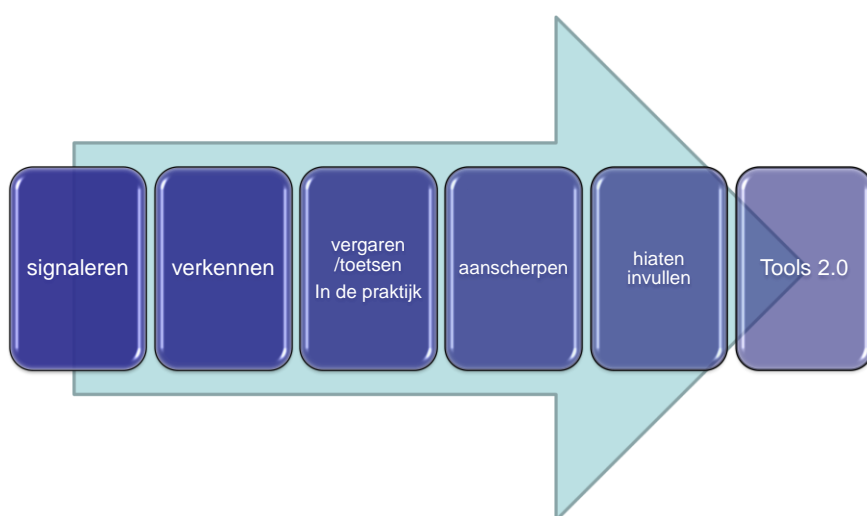 signaleren
verkennen
vergaren
/toetsen
In de praktijk
aanscherpen
hiaten
invullen
Tools 2.0